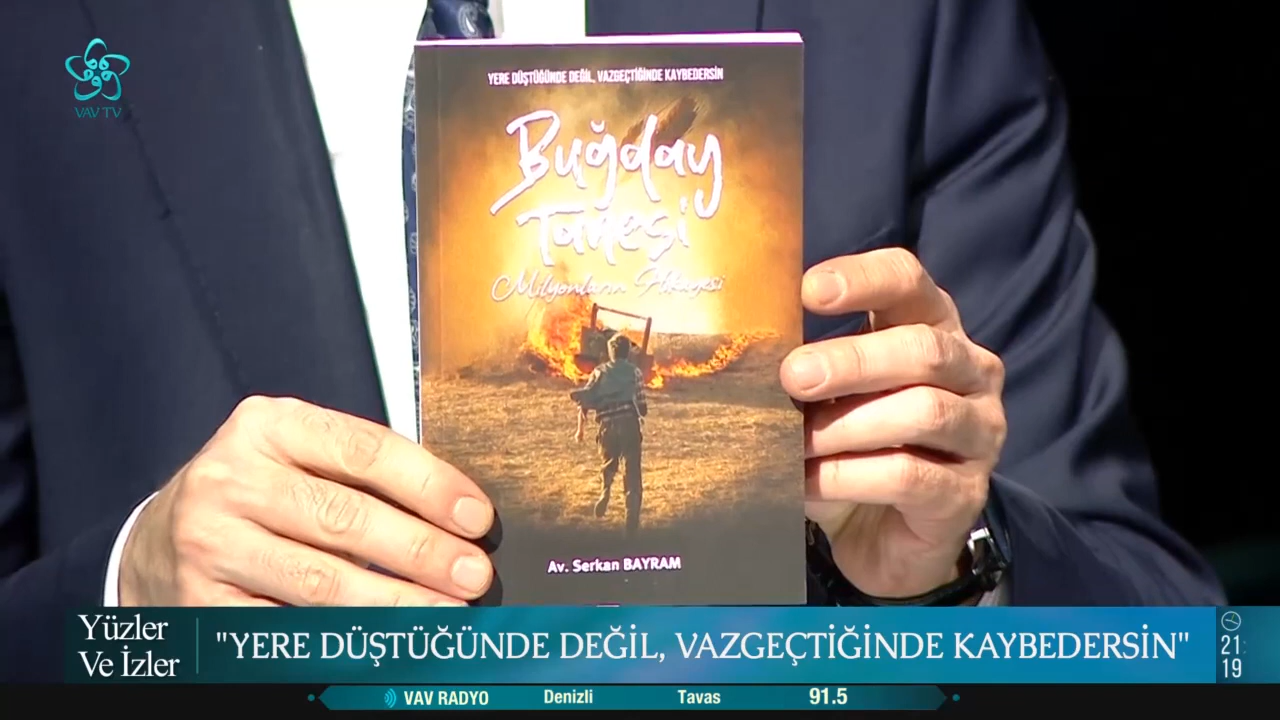 VAV TV
YERE DÜŞTÜĞÜNDE DEĞİL, VAZGEÇTİĞİNDE KAYBEDERSİN
Buğday
Tanesi
Milyonların Hikayesi
Av. Serkan BAYRAM
Yüzler
Ve İzler
"YERE DÜŞTÜĞÜNDE DEĞİL, VAZGEÇTİĞİNDE KAYBEDERSİN"
21:
19
VAV RADYO Denizli Tavas 91.5